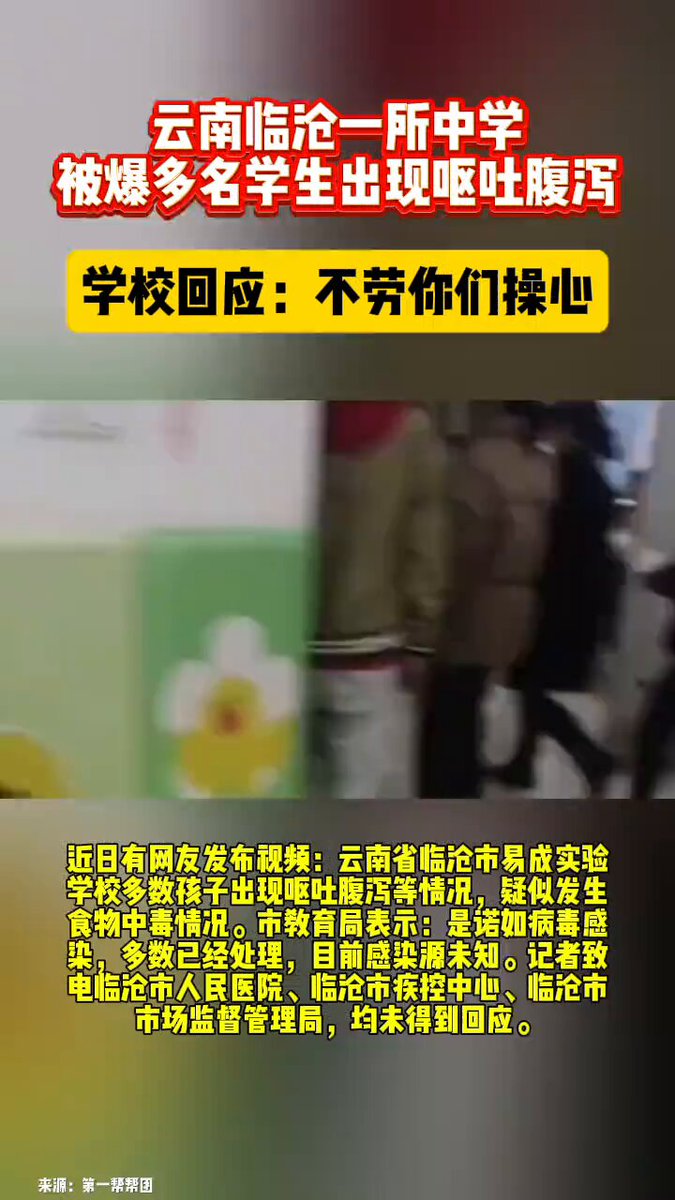 云南临沧一所中学
被爆多名学生出现呕吐腹泻
学校回应：不劳你们操心
近日有网友发布视频：云南省临沧市易成实验
学校多数孩子出现呕吐腹泻等情况，疑似发生
食物中毒情况。市教育局表示：是诺如病毒感
染，多数已经处理，目前感染源未知。记者致
电临沧市人民医院、临沧市疾控中心、临沧市
市场监督管理局，均未得到回应。
来源：第一帮帮团